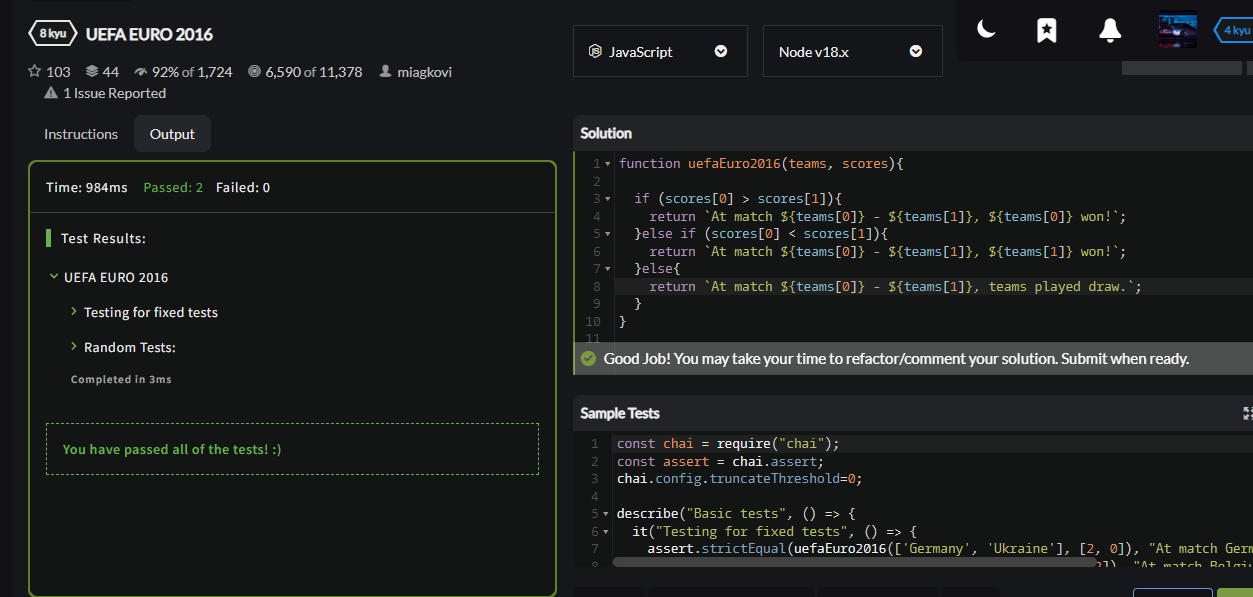 8 kyu UEFA EURO 2016
103 44 92% of 1,724 6,590 of 11,378 miagkovi
1 Issue Reported
Instructions Output
Time: 984ms Passed: 2 Failed: 0
Test Results:
UEFA EURO 2016
Testing for fixed tests
Random Tests:
Completed in 3ms
You have passed all of the tests! :)
JavaScript Node v18.x
4 kyu
Solution
1 function uefaEuro2016(teams, scores){
2
3 if (scores[0] > scores[1]){
4 return `At match ${teams[0]} - ${teams[1]}, ${teams[0]} won!`;
5 }else if (scores[0] < scores[1]){
6 return `At match ${teams[0]} - ${teams[1]}, ${teams[1]} won!`;
7 }else{
8 return `At match ${teams[0]} - ${teams[1]}, teams played draw.`;
9 }
10 }
11
Good Job! You may take your time to refactor/comment your solution. Submit when ready.
Sample Tests
1 const chai = require("chai");
2 const assert = chai.assert;
3 chai.config.truncateThreshold=0;
4
5 describe("Basic tests", () => {
6 it("Testing for fixed tests", () => {
7 assert.strictEqual(uefaEuro2016(['Germany', 'Ukraine'], [2, 0]), "At match Germ